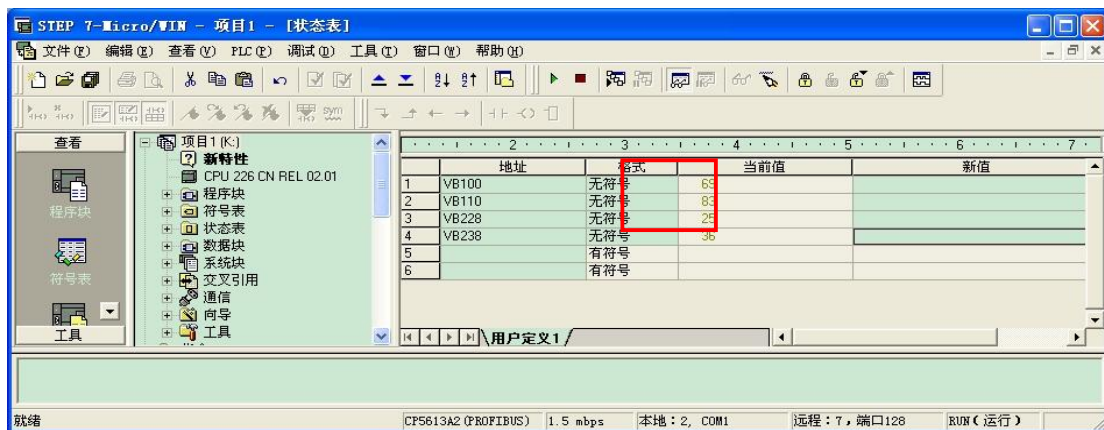 STEP 7-Micro/WIN - 项目1 - [状态表]
文件(F) 编辑(E) 查看(V) PLC(P) 调试(D) 工具(T) 窗口(W) 帮助(H)
查看
程序块
符号表
工具
项目1 (K:)
新特性
CPU 226 CN REL 02.01
程序块
符号表
状态表
数据块
系统块
交叉引用
通信
向导
工具
3 4 5 6 7
地址 格式 当前值 新值
1 VB100 无符号 69
2 VB110 无符号 83
3 VB228 无符号 25
4 VB238 无符号 36
5 有符号
6 有符号
用户定义1
就绪 CP5613A2(PROFIBUS) 1.5 mbps 本地:2, COM1 远程:7,端口128 RUN(运行)